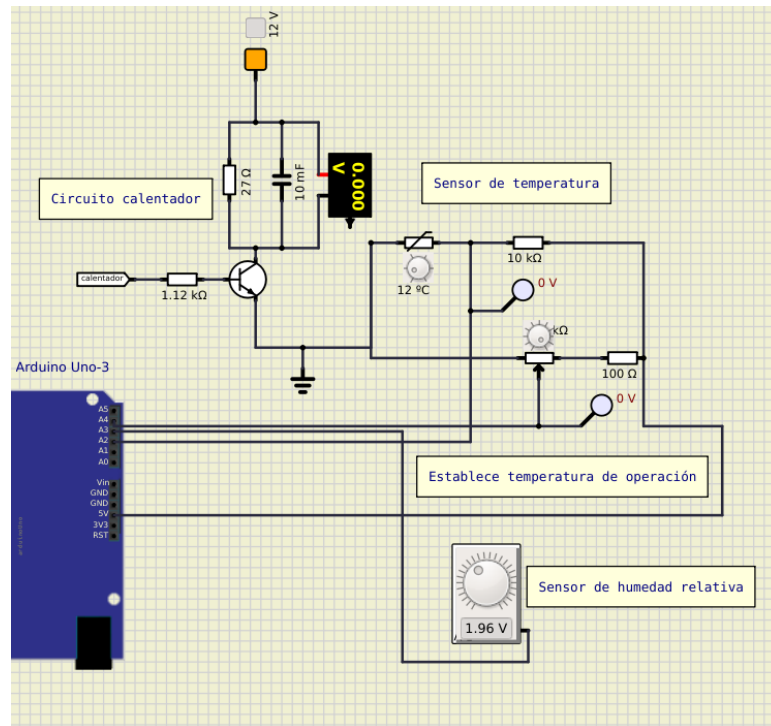 12 V
27 Ω
10 mF
0.000
V
Circuito calentador
Sensor de temperatura
calentador
1.12 kΩ
12 ºC
10 kΩ
0 V
kΩ
100 Ω
0 V
Arduino Uno-3
A5
A4
A3
A2
A1
A0
Vin
GND
GND
5V
3V3
RST
Establece temperatura de operación
Sensor de humedad relativa
1.96 V